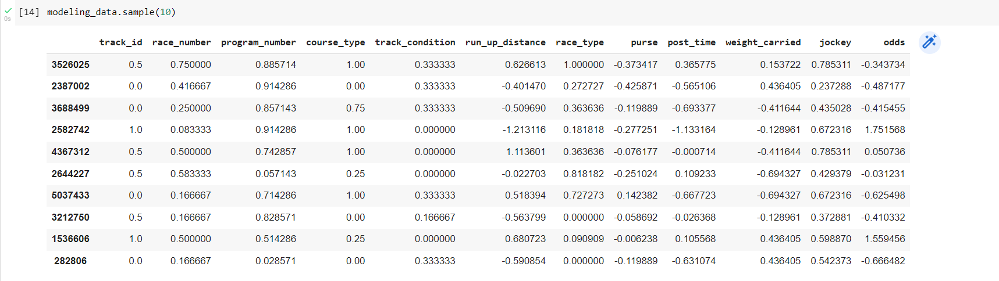 [14] modeling_data.sample(10)
0s
track_id race_number program_number course_type track_condition run_up_distance race_type purse post_time weight_carried jockey odds
3526025 0.5 0.750000 0.885714 1.00 0.333333 0.626613 1.000000 -0.373417 0.365775 0.153722 0.785311 -0.343734
2387002 0.0 0.416667 0.914286 0.00 0.333333 -0.401470 0.272727 -0.425871 -0.565106 0.436405 0.237288 -0.487177
3688499 0.0 0.250000 0.857143 0.75 0.333333 -0.509690 0.363636 -0.119889 -0.693377 -0.411644 0.435028 -0.415455
2582742 1.0 0.083333 0.914286 1.00 0.000000 -1.213116 0.181818 -0.277251 -1.133164 -0.128961 0.672316 1.751568
4367312 0.5 0.500000 0.742857 1.00 0.000000 1.113601 0.363636 -0.076177 -0.000714 -0.411644 0.785311 0.050736
2644227 0.5 0.583333 0.057143 0.25 0.000000 -0.022703 0.818182 -0.251024 0.109233 -0.694327 0.429379 -0.031231
5037433 0.0 0.166667 0.714286 1.00 0.333333 0.518394 0.727273 0.142382 -0.667723 -0.694327 0.672316 -0.625498
3212750 0.5 0.166667 0.828571 0.00 0.166667 -0.563799 0.000000 -0.058692 -0.026368 -0.128961 0.372881 -0.410332
1536606 1.0 0.500000 0.514286 0.25 0.000000 0.680723 0.090909 -0.006238 0.105568 0.436405 0.598870 1.559456
282806 0.0 0.166667 0.028571 0.00 0.333333 -0.590854 0.000000 -0.119889 -0.631074 0.436405 0.542373 -0.666482